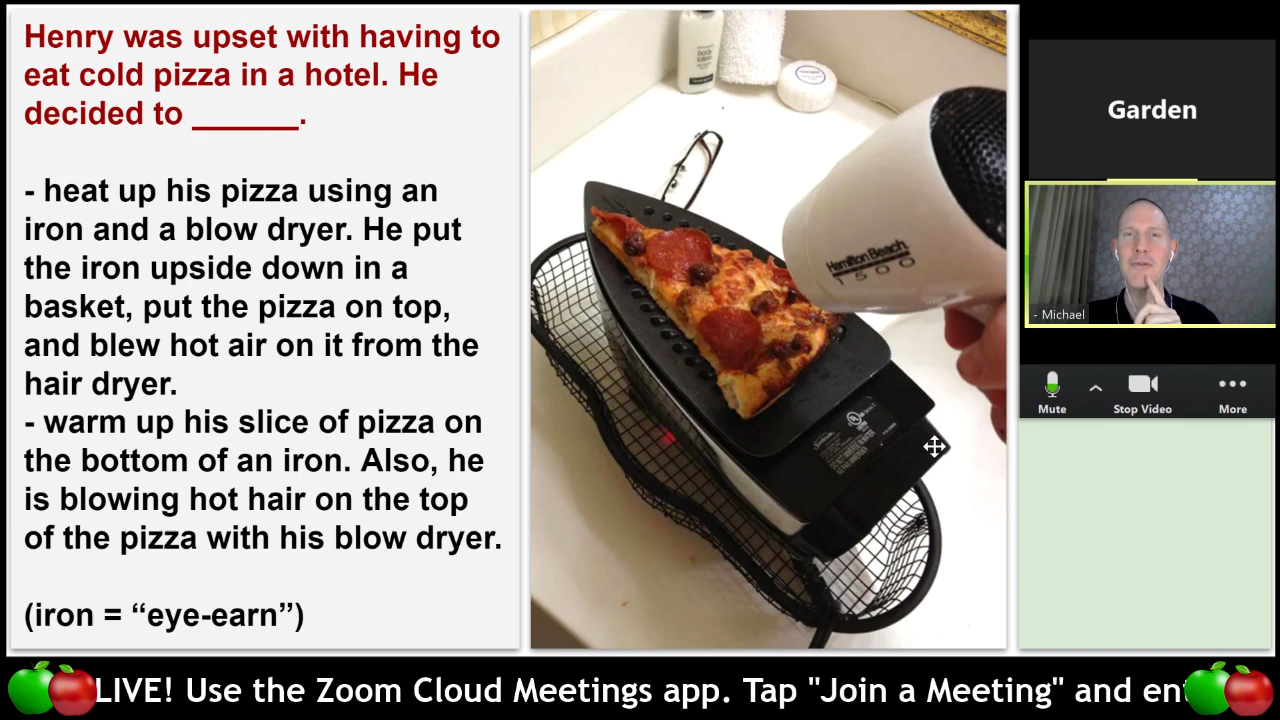 Henry was upset with having to
eat cold pizza in a hotel. He
decided to ______.
- heat up his pizza using an
iron and a blow dryer. He put
the iron upside down in a
basket, put the pizza on top,
and blew hot air on it from the
hair dryer.
- warm up his slice of pizza on
the bottom of an iron. Also, he
is blowing hot hair on the top
of the pizza with his blow dryer.
(iron = “eye-earn”)
body
lotion
Hamilton Beach
1500
Garden
- Michael
Mute
Stop Video
More
LIVE! Use the Zoom Cloud Meetings app. Tap "Join a Meeting" and ent